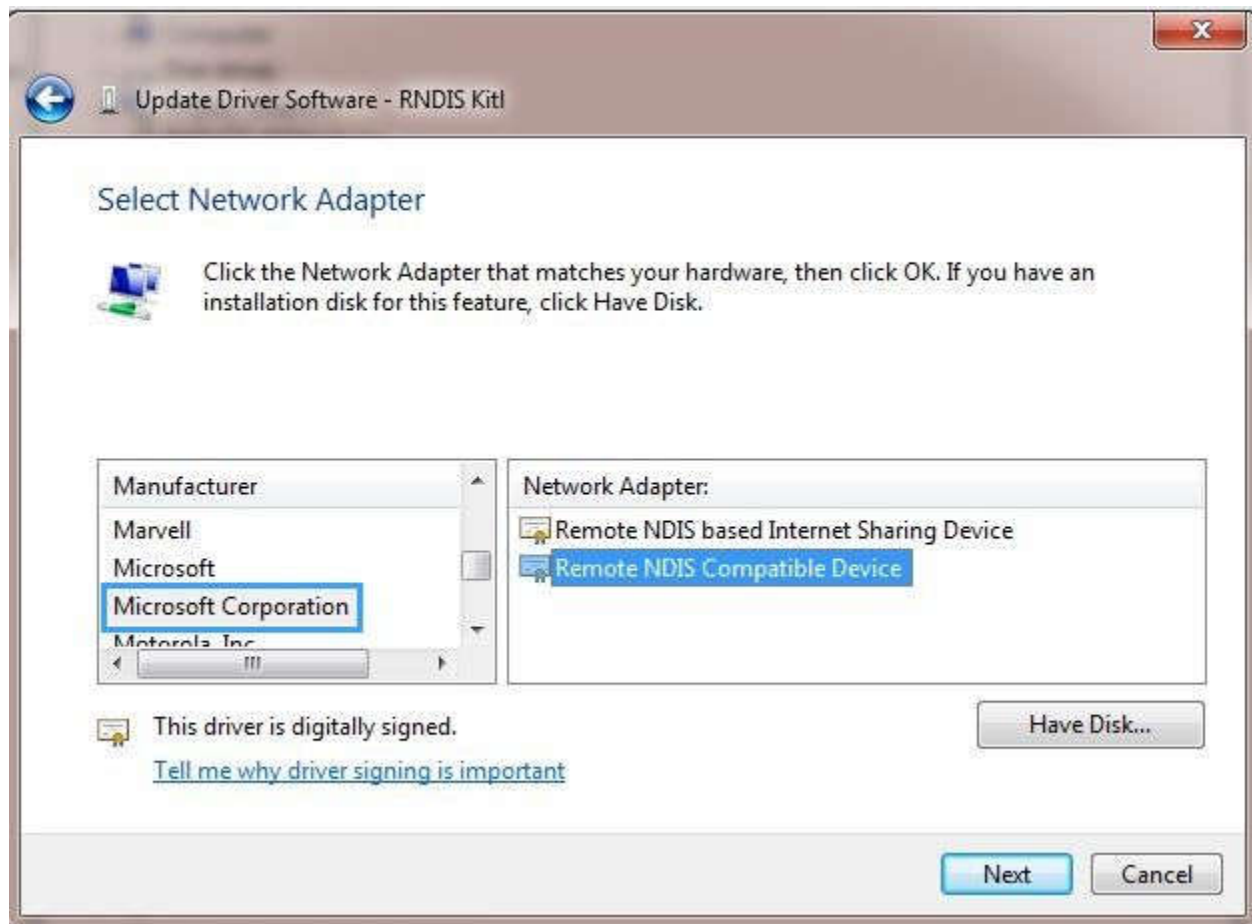 Update Driver Software - RNDIS Kitl
Select Network Adapter
Click the Network Adapter that matches your hardware, then click OK. If you have an
installation disk for this feature, click Have Disk.
Manufacturer
Marvell
Microsoft
Microsoft Corporation
Motorola, Inc.
Network Adapter:
Remote NDIS based Internet Sharing Device
Remote NDIS Compatible Device
This driver is digitally signed.
Have Disk...
Tell me why driver signing is important
Next
Cancel